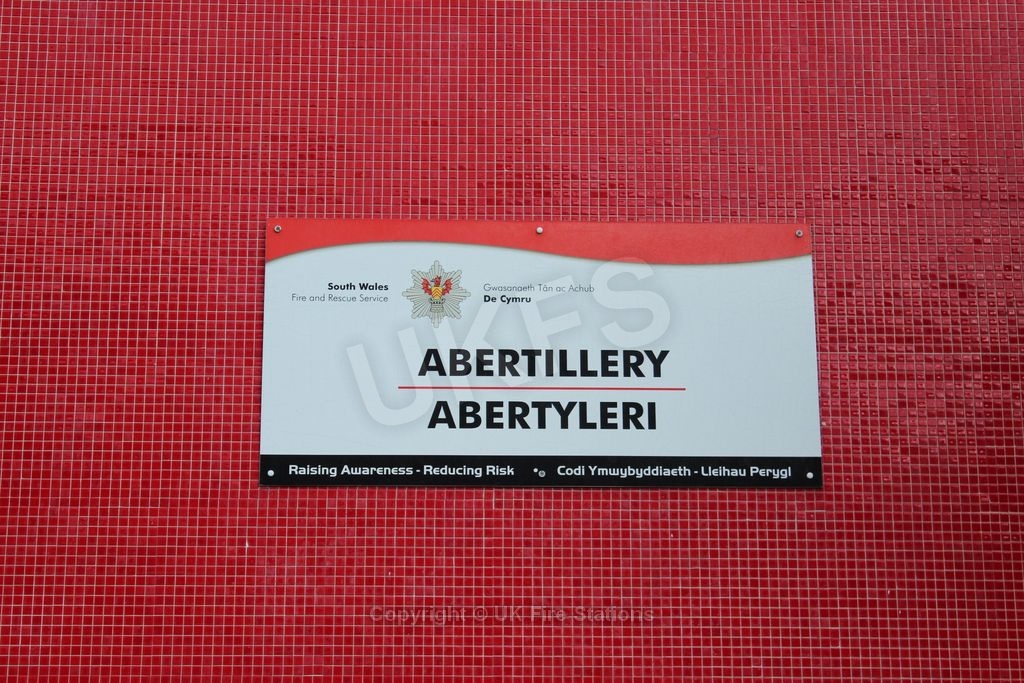 South Wales
Fire and Rescue Service
Gwasanaeth Tân ac Achub
De Cymru
UKFS
ABERTILLERY
ABERTYLERI
Raising Awareness - Reducing Risk • Codi Ymwybyddiaeth - Lleihau Perygl
Copyright © UK Fire Stations